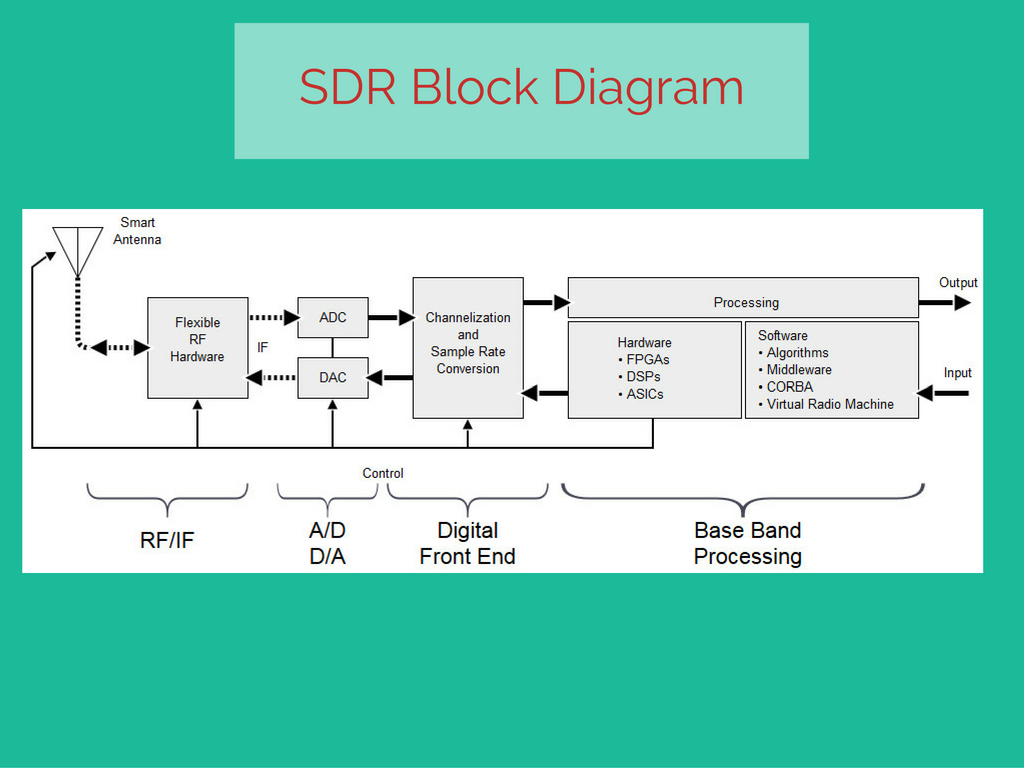 SDR Block Diagram
Smart
Antenna
Flexible
RF
Hardware
IF
ADC
DAC
Channelization
and
Sample Rate
Conversion
Processing
Hardware
• FPGAs
• DSPs
• ASICs
Software
• Algorithms
• Middleware
• CORBA
• Virtual Radio Machine
Output
Input
Control
RF/IF
A/D
D/A
Digital
Front End
Base Band
Processing